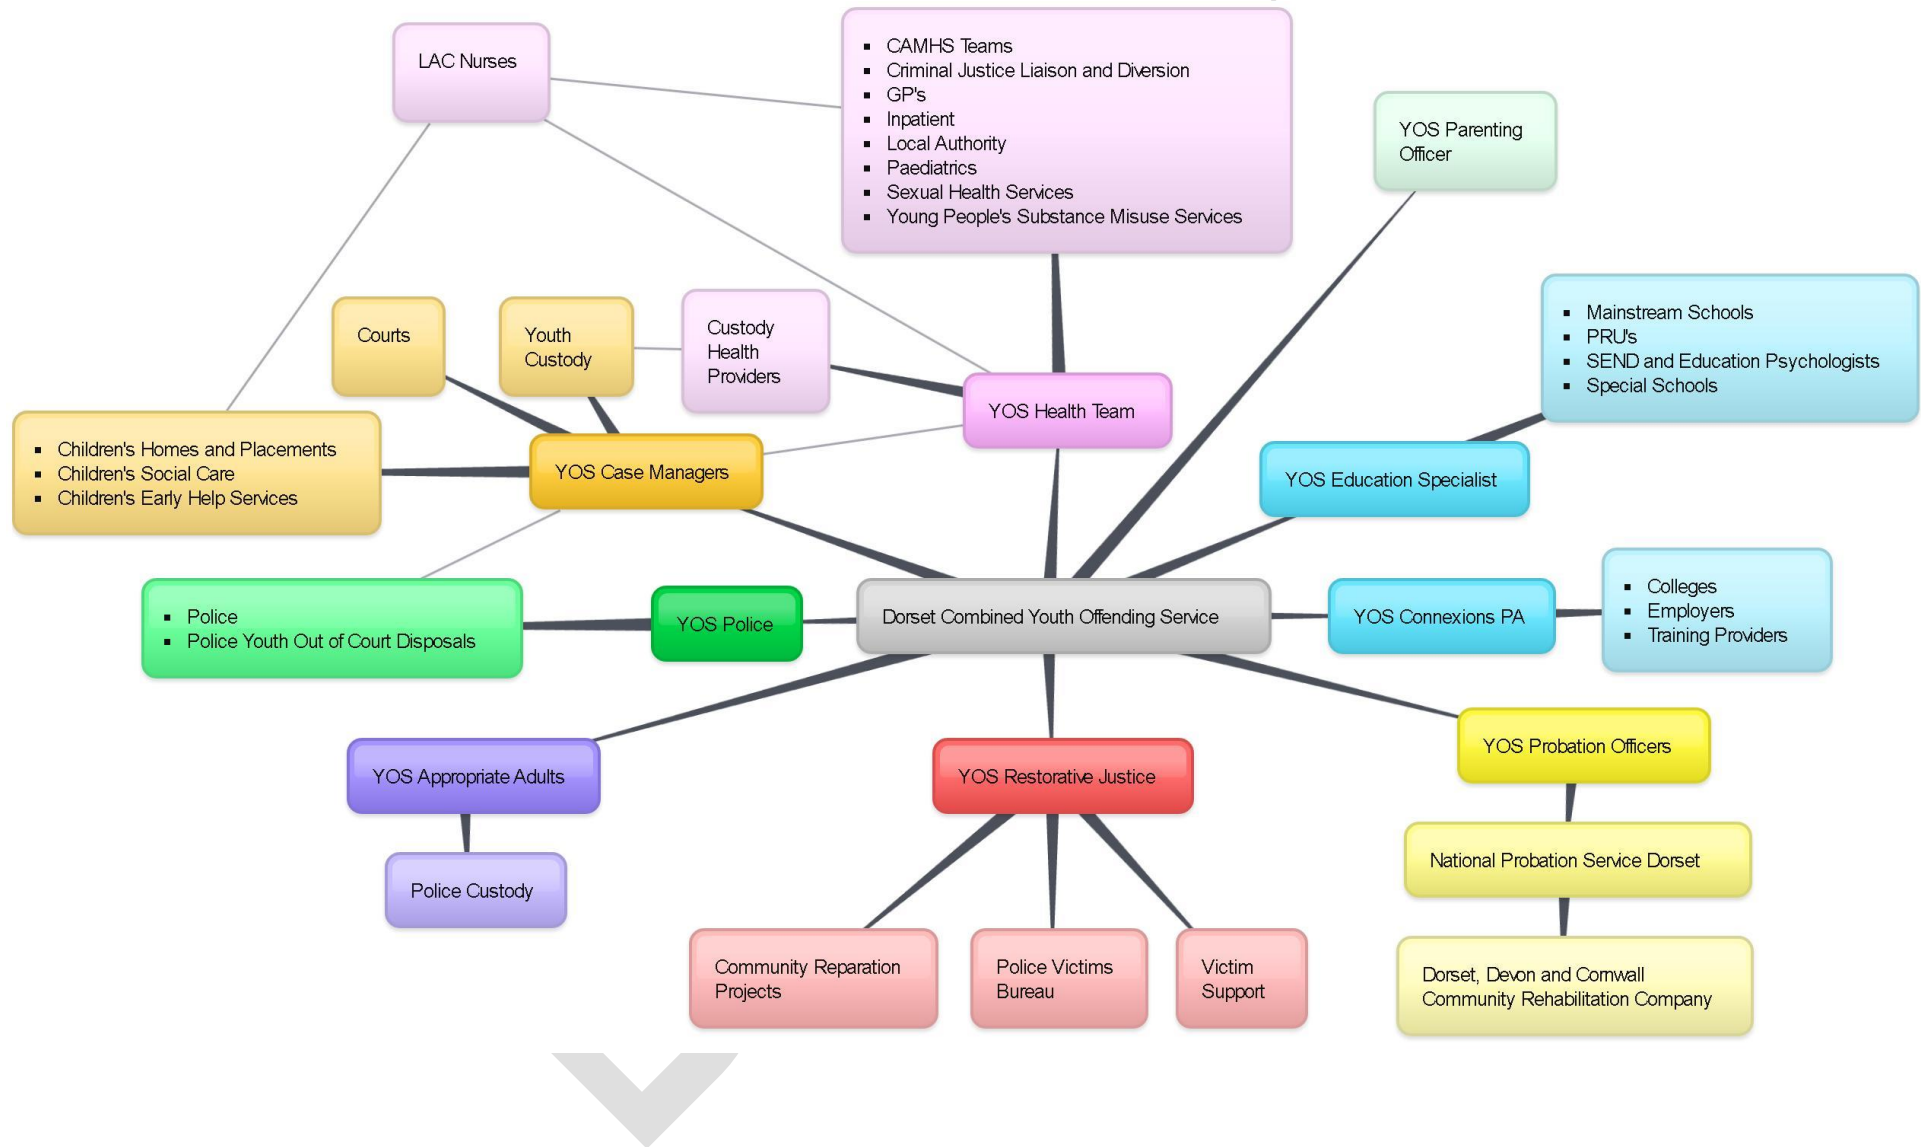 LAC Nurses
CAMHS Teams
Criminal Justice Liaison and Diversion
GP's
Inpatient
Local Authority
Paediatrics
Sexual Health Services
Young People's Substance Misuse Services
YOS Parenting
Officer
Courts
Youth
Custody
Custody
Health
Providers
Mainstream Schools
PRU's
SEND and Education Psychologists
Special Schools
YOS Health Team
Children's Homes and Placements
Children's Social Care
Children's Early Help Services
YOS Case Managers
YOS Education Specialist
Police
Police Youth Out of Court Disposals
YOS Police
Dorset Combined Youth Offending Service
YOS Connexions PA
Colleges
Employers
Training Providers
YOS Appropriate Adults
YOS Restorative Justice
YOS Probation Officers
Police Custody
National Probation Service Dorset
Community Reparation
Projects
Police Victims
Bureau
Victim
Support
Dorset, Devon and Cornwall
Community Rehabilitation Company